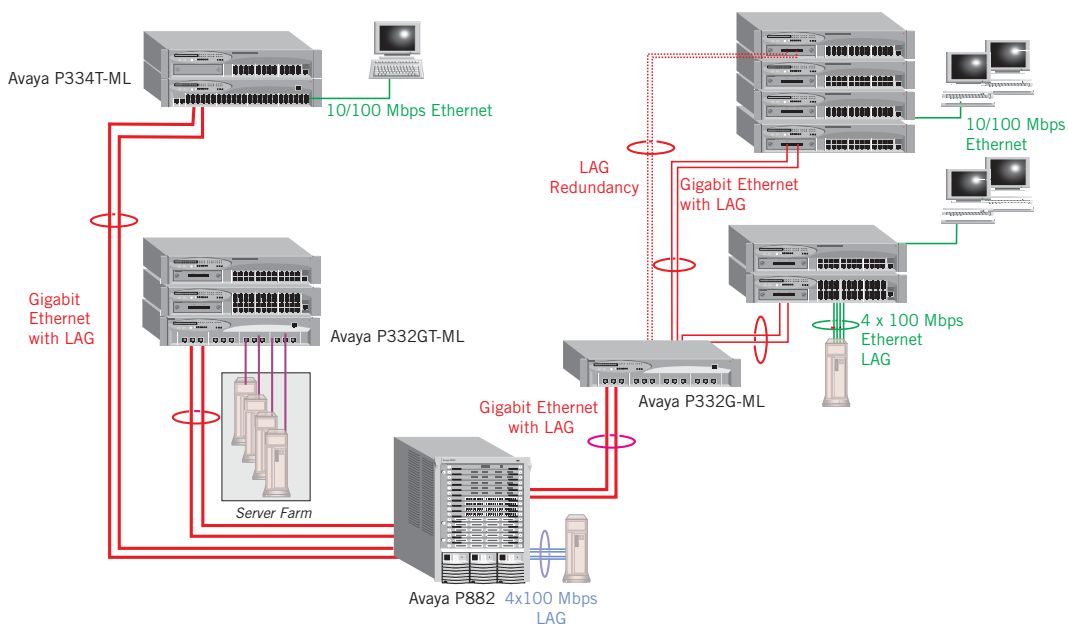 Avaya P334T-ML
10/100 Mbps Ethernet
10/100 Mbps
Ethernet
LAG
Redundancy
Gigabit Ethernet
with LAG
Gigabit
Ethernet
with LAG
Avaya P332GT-ML
4 x 100 Mbps
Ethernet
LAG
Avaya P332G-ML
Gigabit Ethernet
with LAG
Server Farm
Avaya P882
4x100 Mbps
LAG